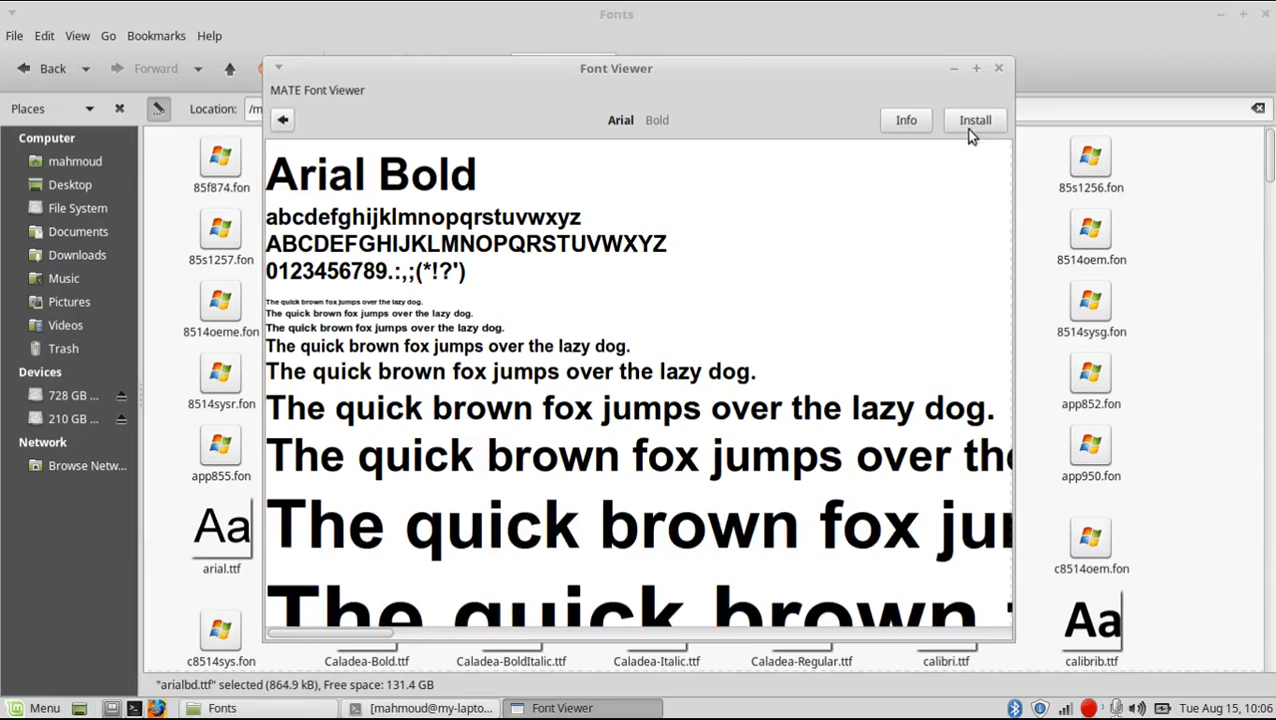 Fonts
File Edit View Go Bookmarks Help
Back Forward
Places Location: /m
Font Viewer
MATE Font Viewer
Arial Bold Info Install
Computer
mahmoud
Desktop
File System
Documents
Downloads
Music
Pictures
Videos
Trash
Devices
728 GB ...
210 GB ...
Network
Browse Netw...
85f874.fon
85s1257.fon
8514oeme.fon
8514sysr.fon
app855.fon
Aa
arial.ttf
c8514sys.fon
Arial Bold
abcdefghijklmnopqrstuvwxyz
ABCDEFGHIJKLMNOPQRSTUVWXYZ
0123456789.:,;(*!?')
The quick brown fox jumps over the lazy dog.
The quick brown fox jumps over the lazy dog.
The quick brown fox jumps over the lazy dog.
The quick brown fox jumps over the lazy dog.
The quick brown fox jumps over the lazy dog.
The quick brown fox jumps over the lazy dog.
The quick brown fox jumps over the
The quick brown fox jun
The quick brown
85s1256.fon
8514oem.fon
8514sysg.fon
app852.fon
app950.fon
c8514oem.fon
Aa
Caladea-Bold.ttf Caladea-BoldItalic.ttf Caladea-Italic.ttf Caladea-Regular.ttf calibri.ttf calibrib.ttf
"arialbd.ttf" selected (864.9 kB), Free space: 131.4 GB
Menu Fonts [mahmoud@my-lapto... Font Viewer Tue Aug 15, 10:06